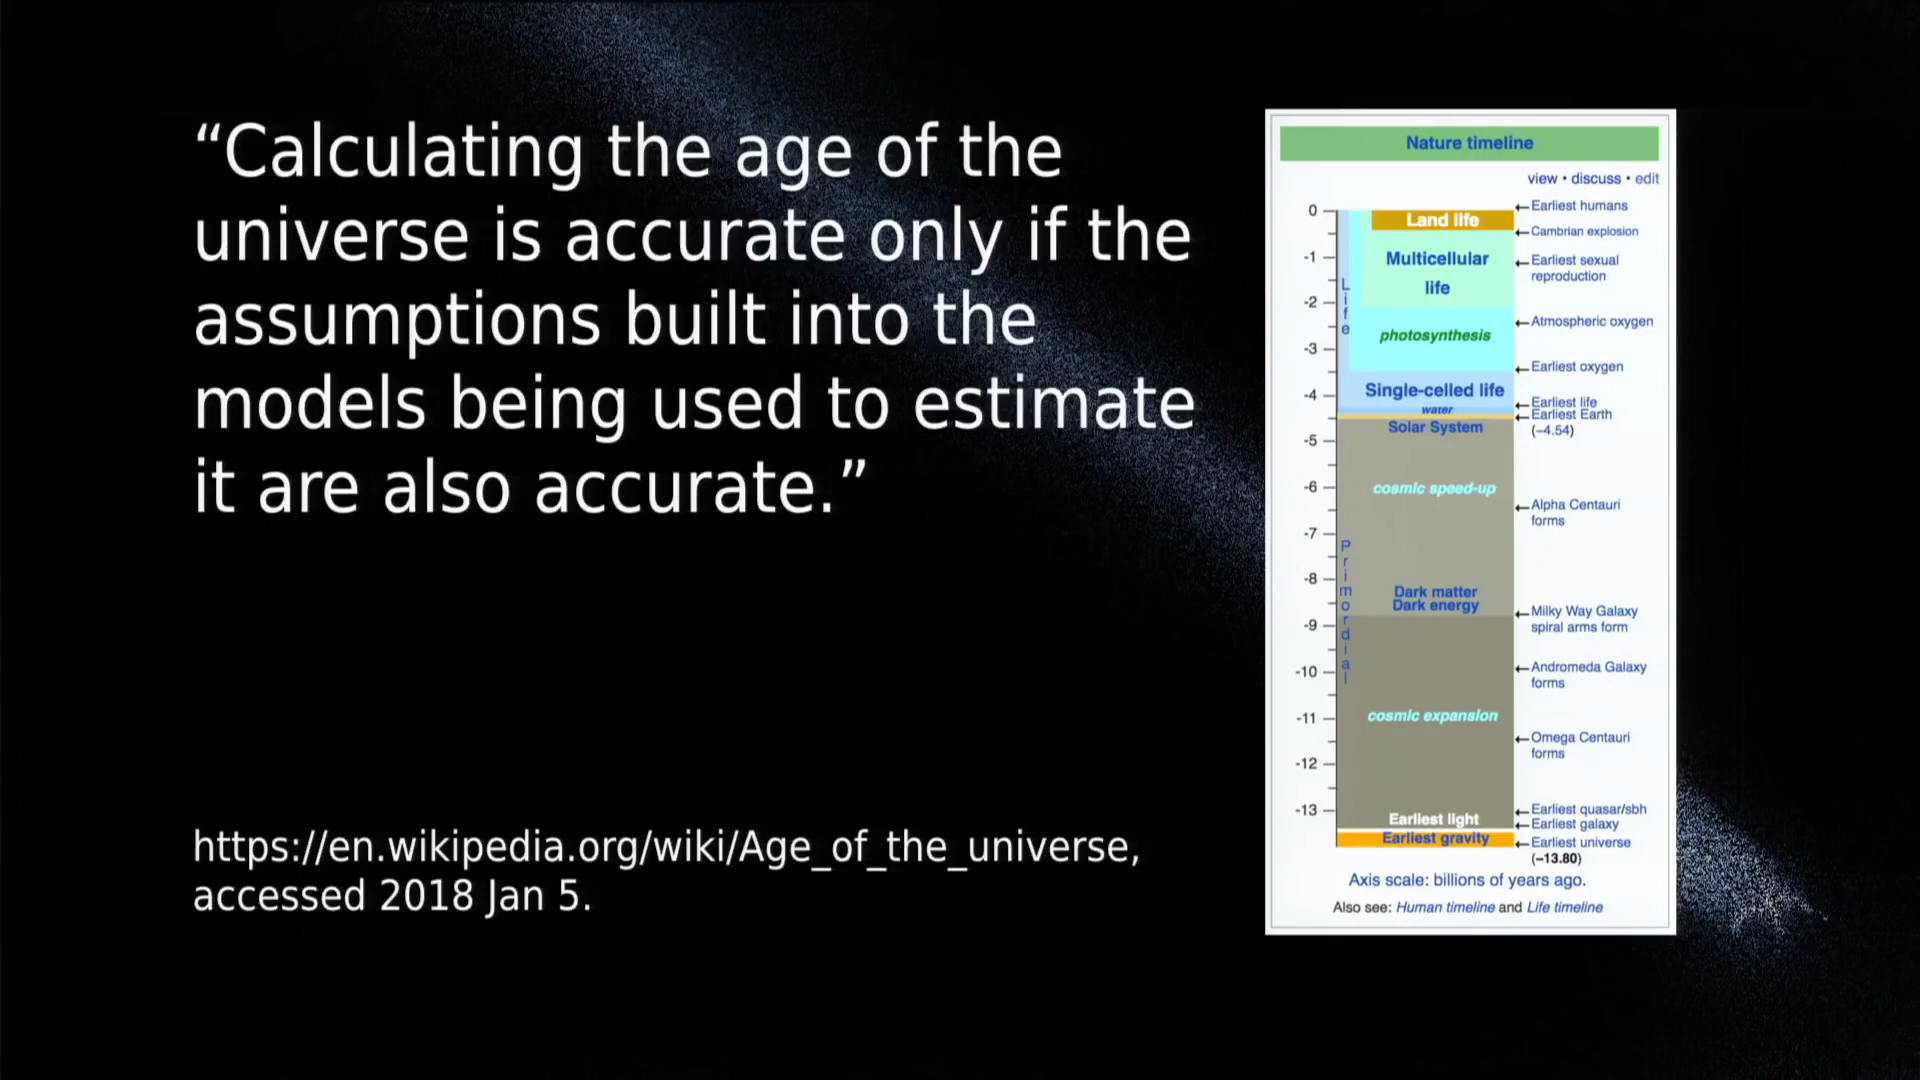 “Calculating the age of the
universe is accurate only if the
assumptions built into the
models being used to estimate
it are also accurate.”
https://en.wikipedia.org/wiki/Age_of_the_universe,
accessed 2018 Jan 5.
Nature timeline
view • discuss • edit
0
-1
-2
-3
-4
-5
-6
-7
-8
-9
-10
-11
-12
-13
Life
Primordial
Land life
Multicellular
life
photosynthesis
Single-celled life
water
Solar System
cosmic speed-up
Dark matter
Dark energy
cosmic expansion
Earliest light
Earliest gravity
Earliest humans
Cambrian explosion
Earliest sexual
reproduction
Atmospheric oxygen
Earliest oxygen
Earliest life
Earliest Earth
(–4.54)
Alpha Centauri
forms
Milky Way Galaxy
spiral arms form
Andromeda Galaxy
forms
Omega Centauri
forms
Earliest quasar/sbh
Earliest galaxy
Earliest universe
(–13.80)
Axis scale: billions of years ago.
Also see: Human timeline and Life timeline